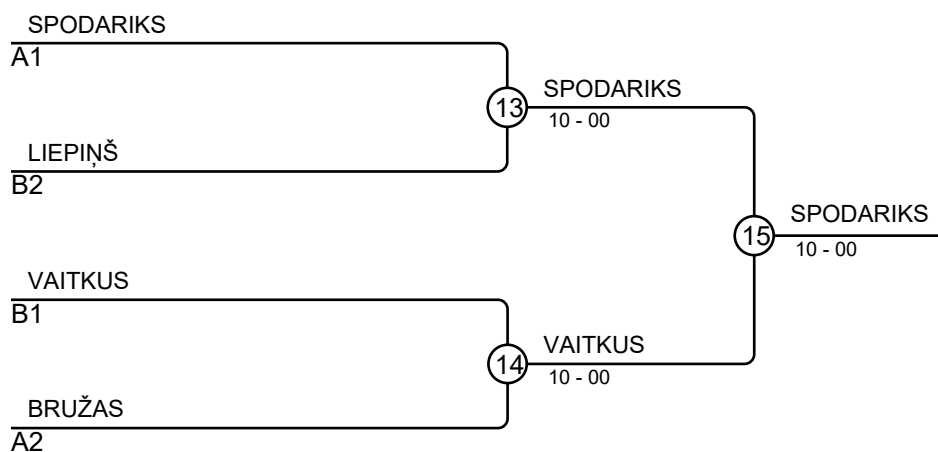 SPODARIKS
A1
13
SPODARIKS
10 - 00
LIEPIŅŠ
B2
15
SPODARIKS
10 - 00
VAITKUS
B1
14
VAITKUS
10 - 00
BRUŽAS
A2